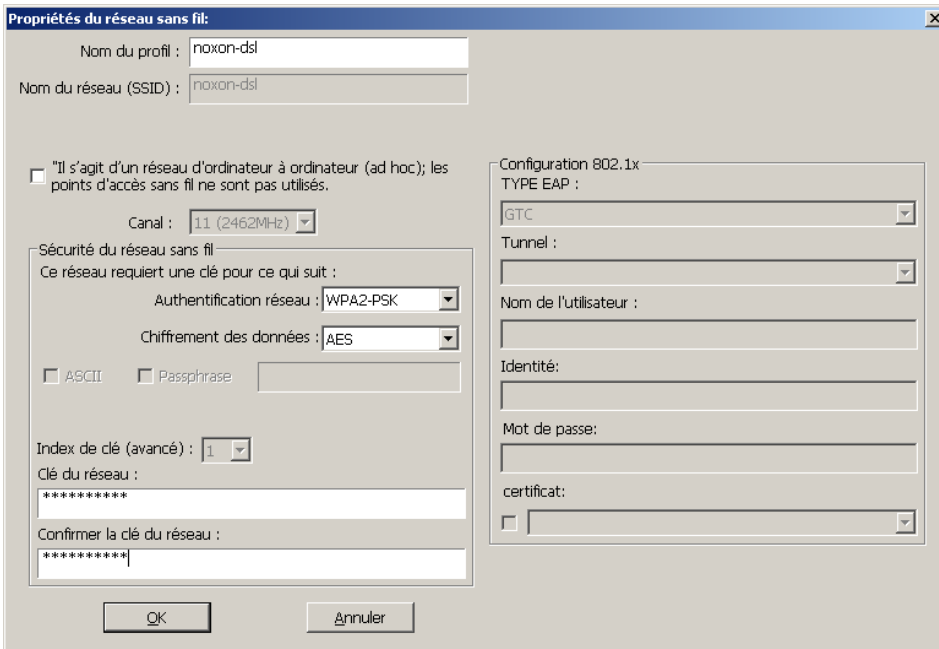 Propriétés du réseau sans fil:
Nom du profil : noxon-dsl
Nom du réseau (SSID) : noxon-dsl
"Il s'agit d'un réseau d'ordinateur à ordinateur (ad hoc); les
points d'accès sans fil ne sont pas utilisés.
Canal : 11 (2462MHz)
Sécurité du réseau sans fil
Ce réseau requiert une clé pour ce qui suit :
Authentification réseau : WPA2-PSK
Chiffrement des données : AES
ASCII Passphrase
Index de clé (avancé) : 1
Clé du réseau :
**********
Confirmer la clé du réseau :
**********
OK Annuler
Configuration 802.1x
TYPE EAP :
GTC
Tunnel :
Nom de l'utilisateur :
Identité:
Mot de passe:
certificat: